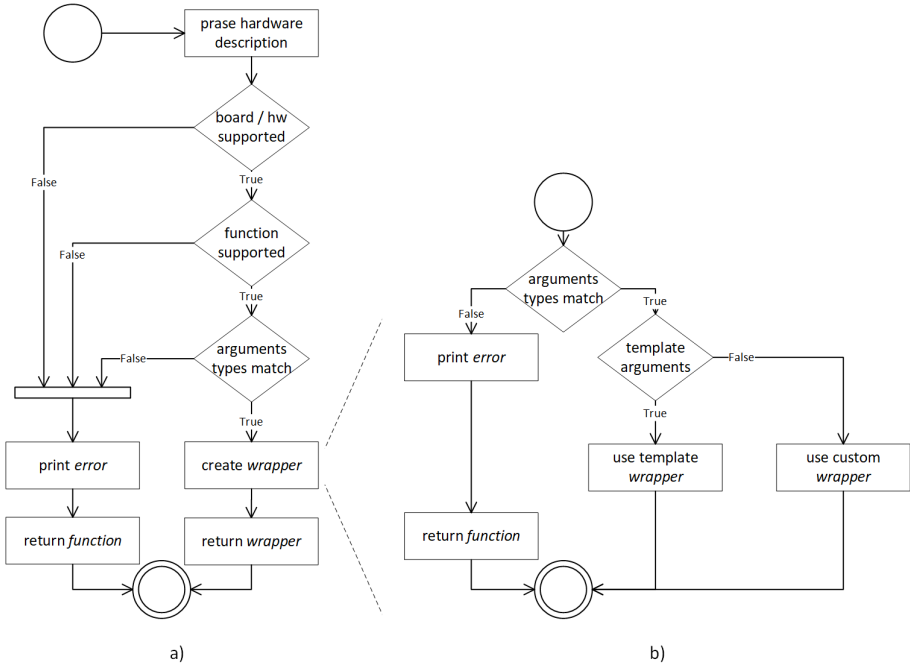 prase hardware
description
board / hw
supported
False
True
function
supported
False
True
arguments
types match
False
True
print error
create wrapper
return function
return wrapper
a)
arguments
types match
False
True
print error
template
arguments
False
True
use template
wrapper
use custom
wrapper
return function
b)